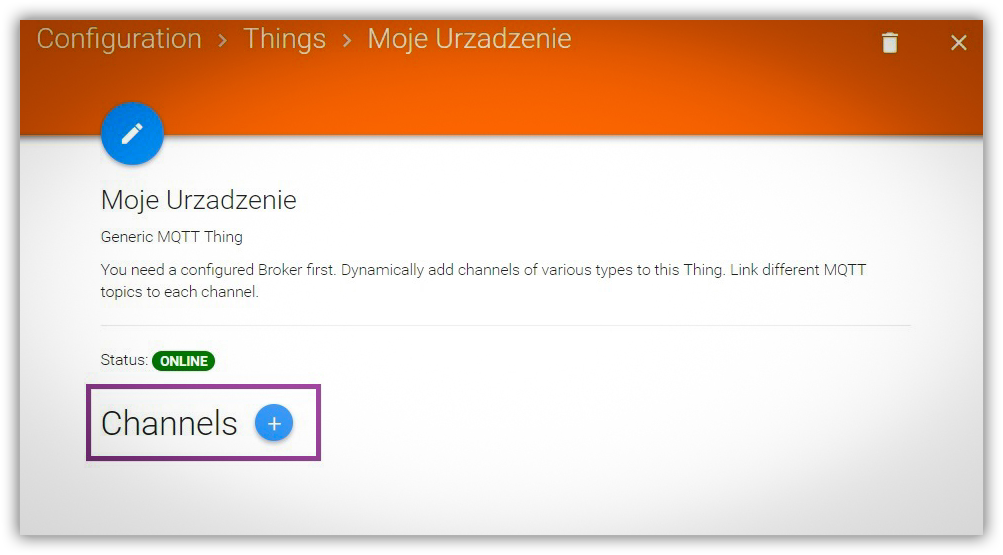 Configuration > Things > Moje Urzadzenie
Moje Urzadzenie
Generic MQTT Thing
You need a configured Broker first. Dynamically add channels of various types to this Thing. Link different MQTT
topics to each channel.
Status: ONLINE
Channels +